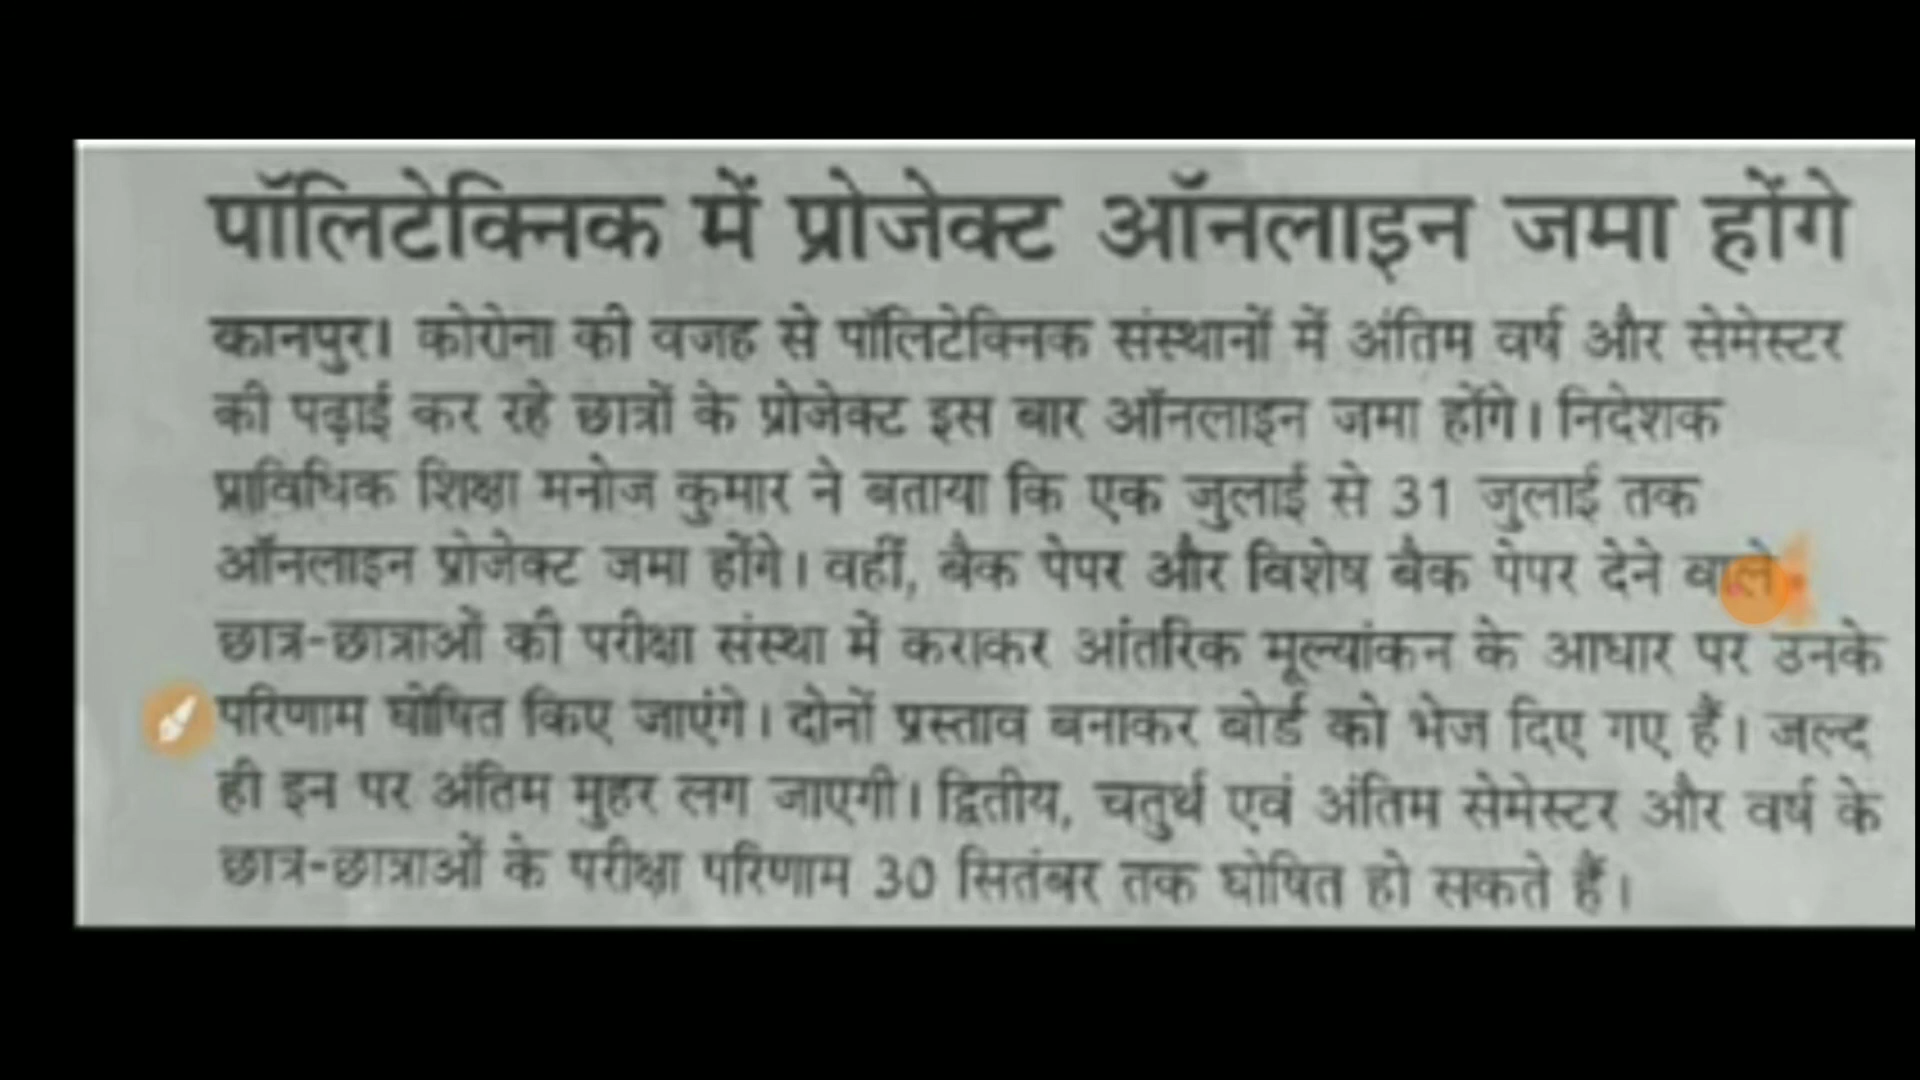 पॉलिटेक्निक में प्रोजेक्ट ऑनलाइन जमा होंगे
कानपुर। कोरोना की वजह से पॉलिटेक्निक संस्थानों में अंतिम वर्ष और सेमेस्टर
की पढ़ाई कर रहे छात्रों के प्रोजेक्ट इस बार ऑनलाइन जमा होंगे। निदेशक
प्राविधिक शिक्षा मनोज कुमार ने बताया कि एक जुलाई से 31 जुलाई तक
ऑनलाइन प्रोजेक्ट जमा होंगे। वहीं, बैक पेपर और विशेष बैक पेपर देने वाले
छात्र-छात्राओं की परीक्षा संस्था में कराकर आंतरिक मूल्यांकन के आधार पर उनके
परिणाम घोषित किए जाएंगे। दोनों प्रस्ताव बनाकर बोर्ड को भेज दिए गए हैं। जल्द
ही इन पर अंतिम मुहर लग जाएगी। द्वितीय, चतुर्थ एवं अंतिम सेमेस्टर और वर्ष के
छात्र-छात्राओं के परीक्षा परिणाम 30 सितंबर तक घोषित हो सकते हैं।